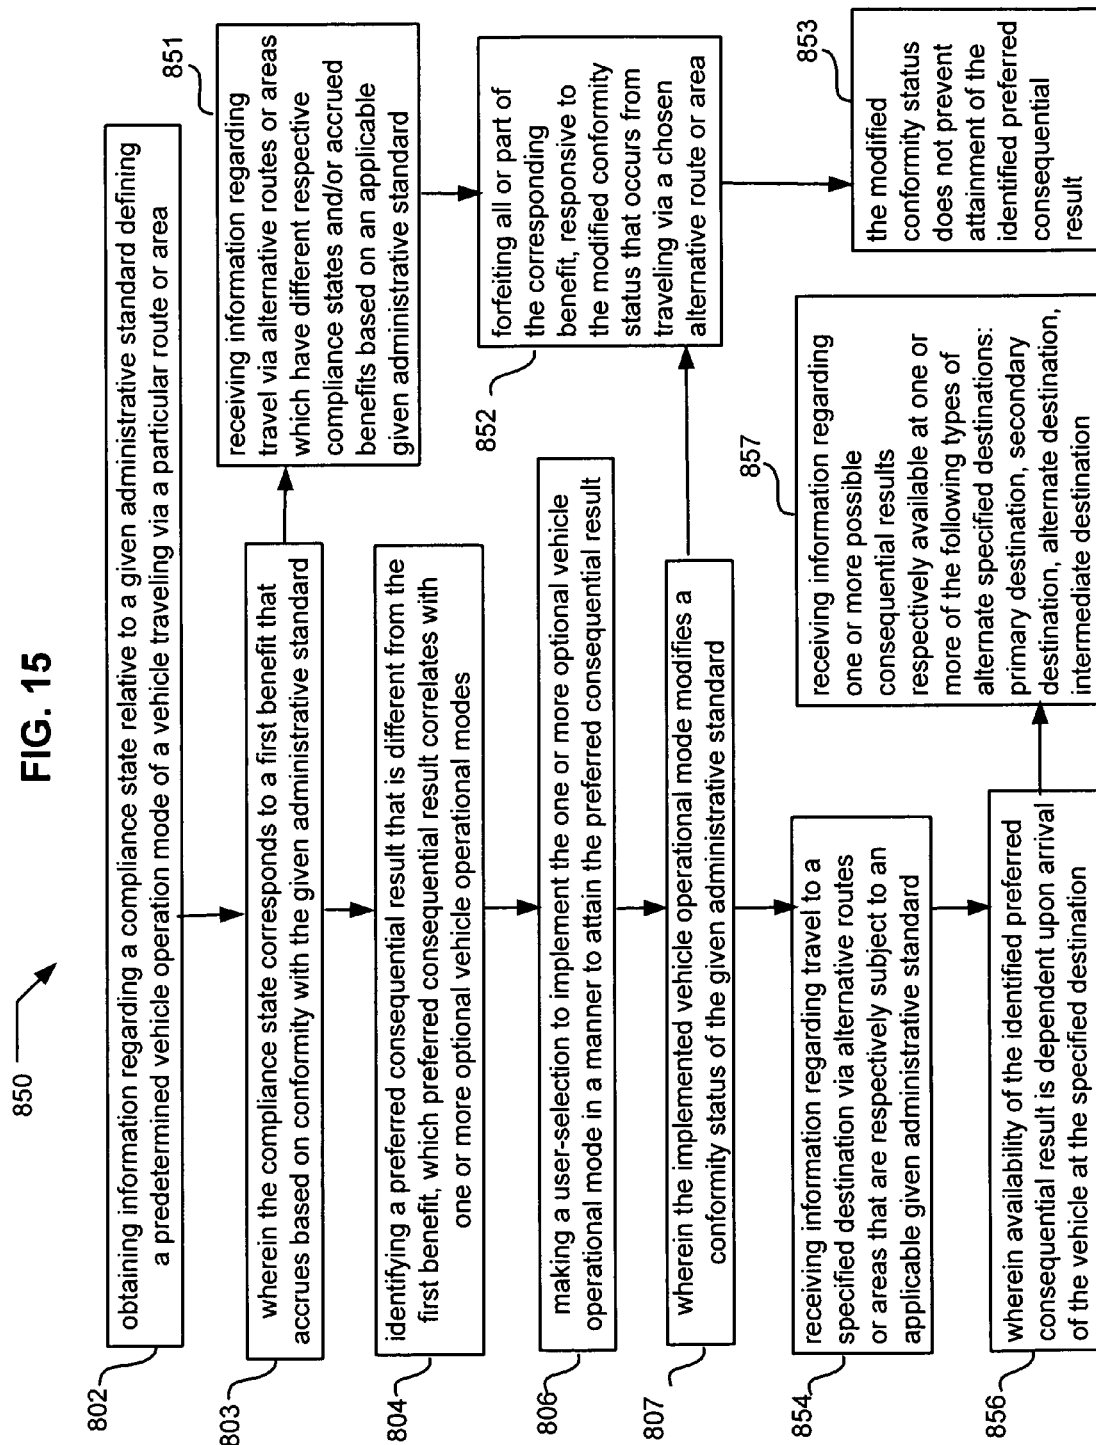 FIG. 15
850
802
obtaining information regarding a compliance state relative to a given administrative standard defining
a predetermined vehicle operation mode of a vehicle traveling via a particular route or area
803
wherein the compliance state corresponds to a first benefit that
accrues based on conformity with the given administrative standard
804
identifying a preferred consequential result that is different from the
first benefit, which preferred consequential result correlates with
one or more optional vehicle operational modes
806
making a user-selection to implement the one or more optional vehicle
operational mode in a manner to attain the preferred consequential result
807
wherein the implemented vehicle operational mode modifies a
conformity status of the given administrative standard
854
receiving information regarding travel to a
specified destination via alternative routes
or areas that are respectively subject to an
applicable given administrative standard
856
wherein availability of the identified preferred
consequential result is dependent upon arrival
of the vehicle at the specified destination
851
receiving information regarding
travel via alternative routes or areas
which have different respective
compliance states and/or accrued
benefits based on an applicable
given administrative standard
852
forfeiting all or part of
the corresponding
benefit, responsive to
the modified conformity
status that occurs from
traveling via a chosen
alternative route or area
857
receiving information regarding
one or more possible
consequential results
respectively available at one or
more of the following types of
alternate specified destinations:
primary destination, secondary
destination, alternate destination,
intermediate destination
853
the modified
conformity status
does not prevent
attainment of the
identified preferred
consequential
result